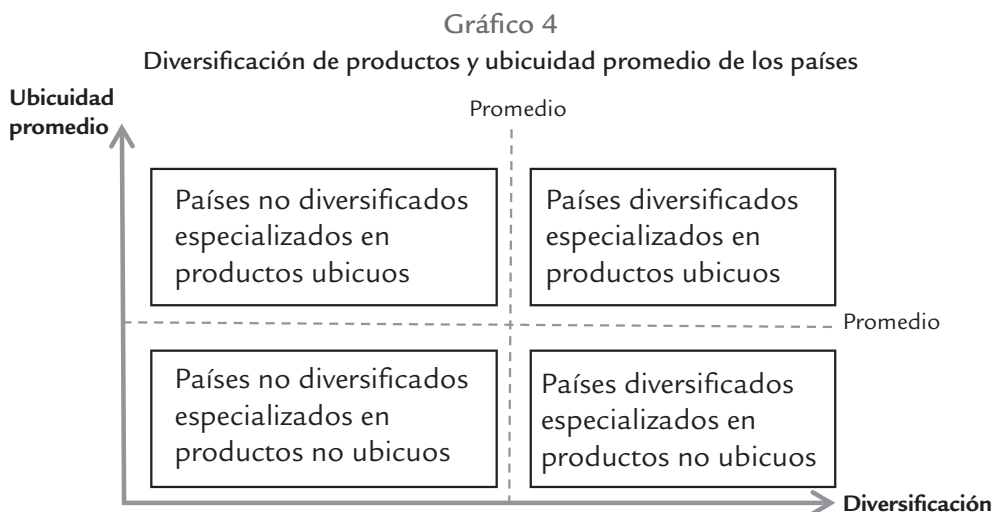 Gráfico 4
Diversificación de productos y ubicuidad promedio de los países
Ubicuidad
promedio
Promedio
Países no diversificados
especializados en
productos ubicuos
Países diversificados
especializados en
productos ubicuos
Promedio
Países no diversificados
especializados en
productos no ubicuos
Países diversificados
especializados en
productos no ubicuos
Diversificación